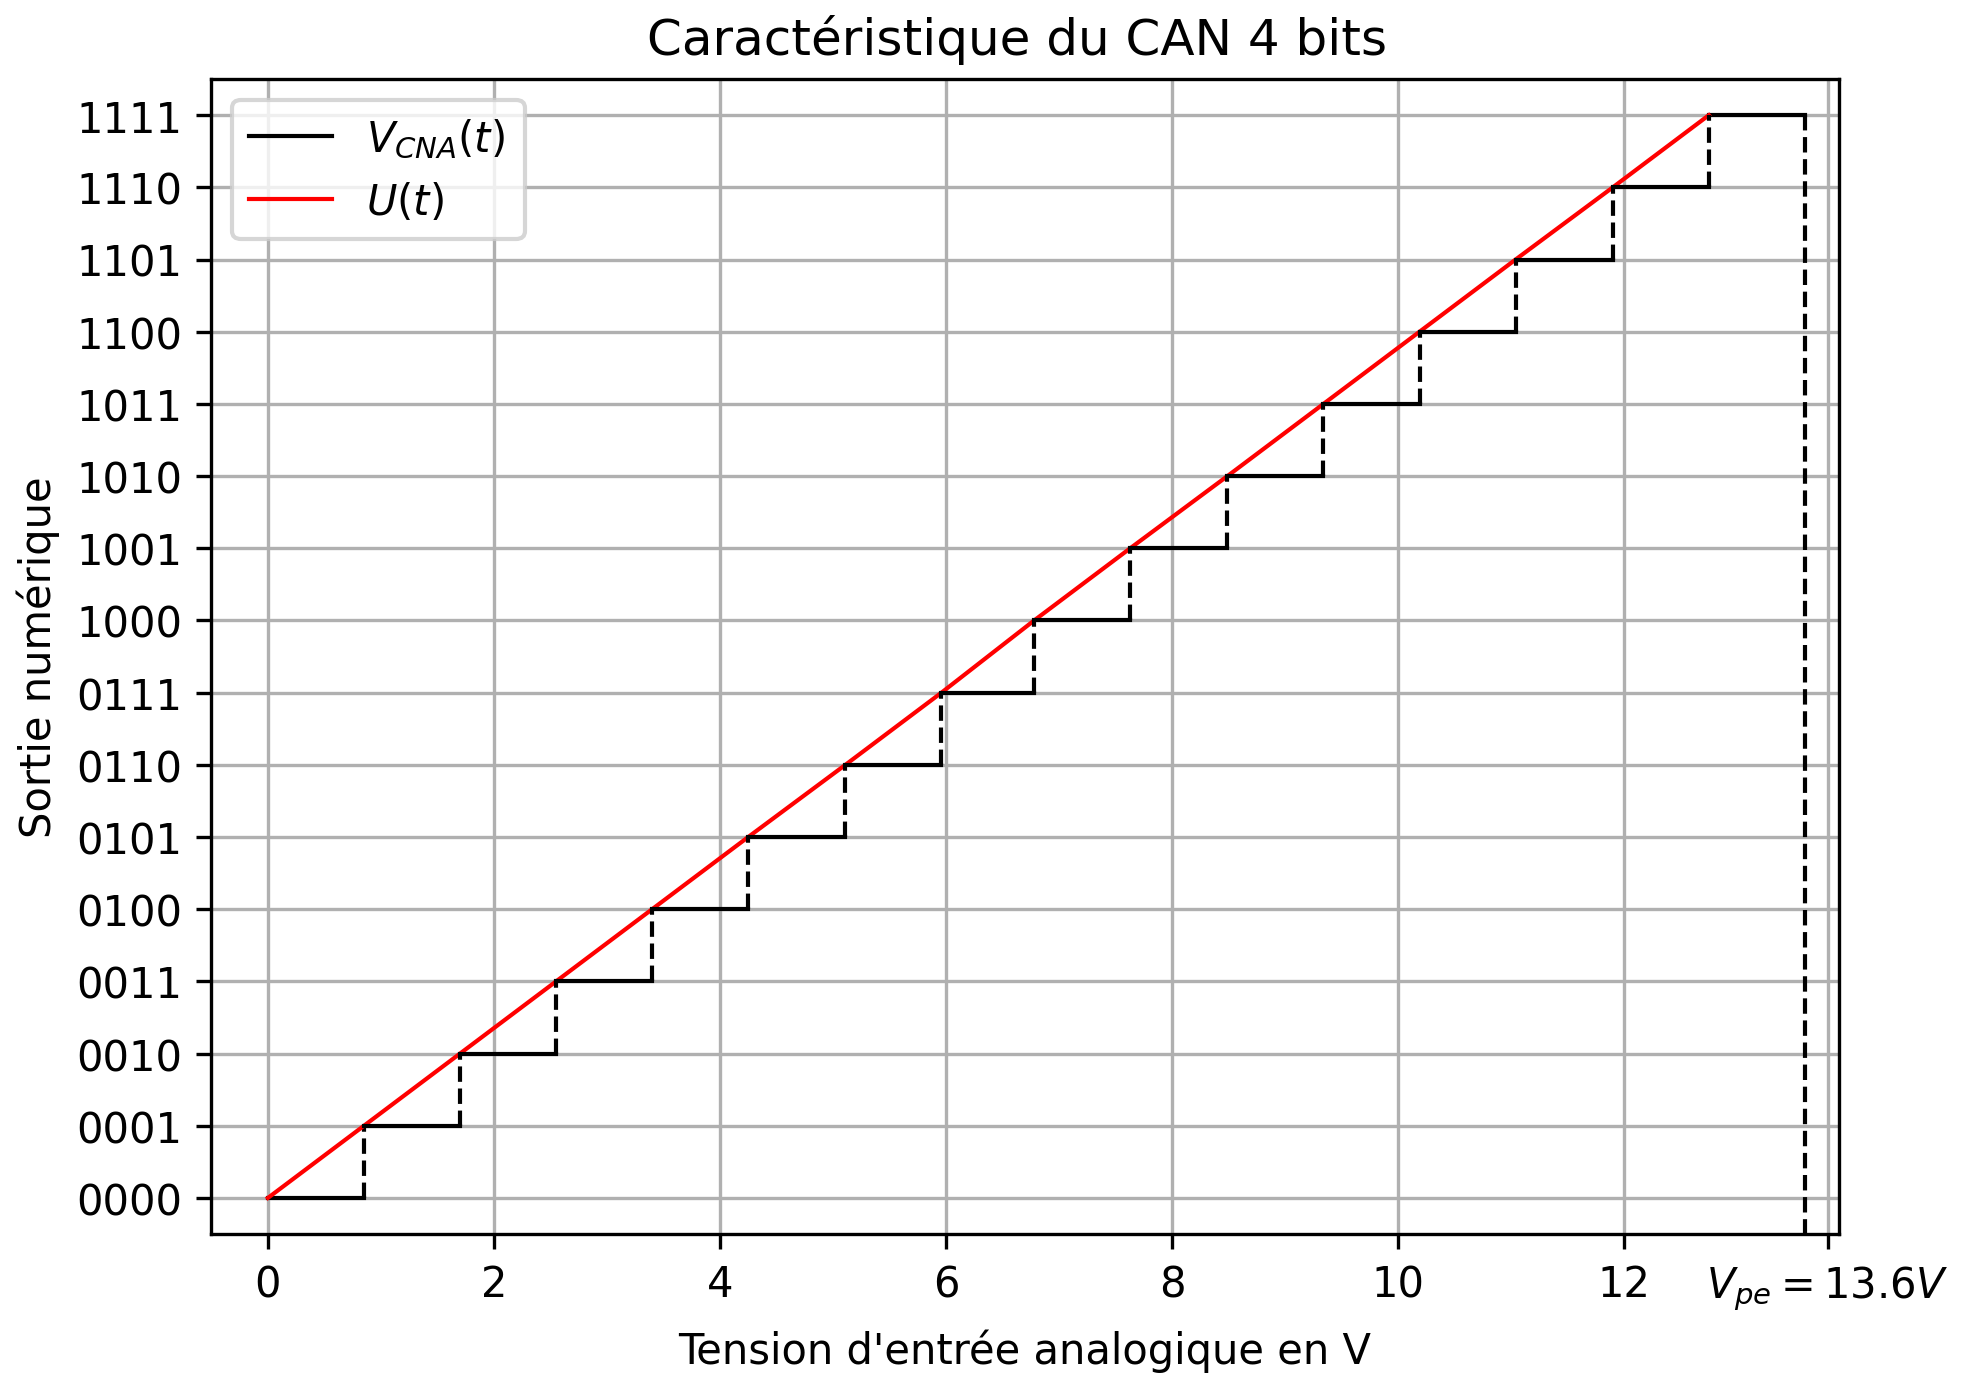 Caractéristique du CAN 4 bits
V_CNA(t)
U(t)
1111
1110
1101
1100
1011
1010
1001
1000
0111
0110
0101
0100
0011
0010
0001
0000
Sortie numérique
0 2 4 6 8 10 12 V_pe = 13.6V
Tension d'entrée analogique en V